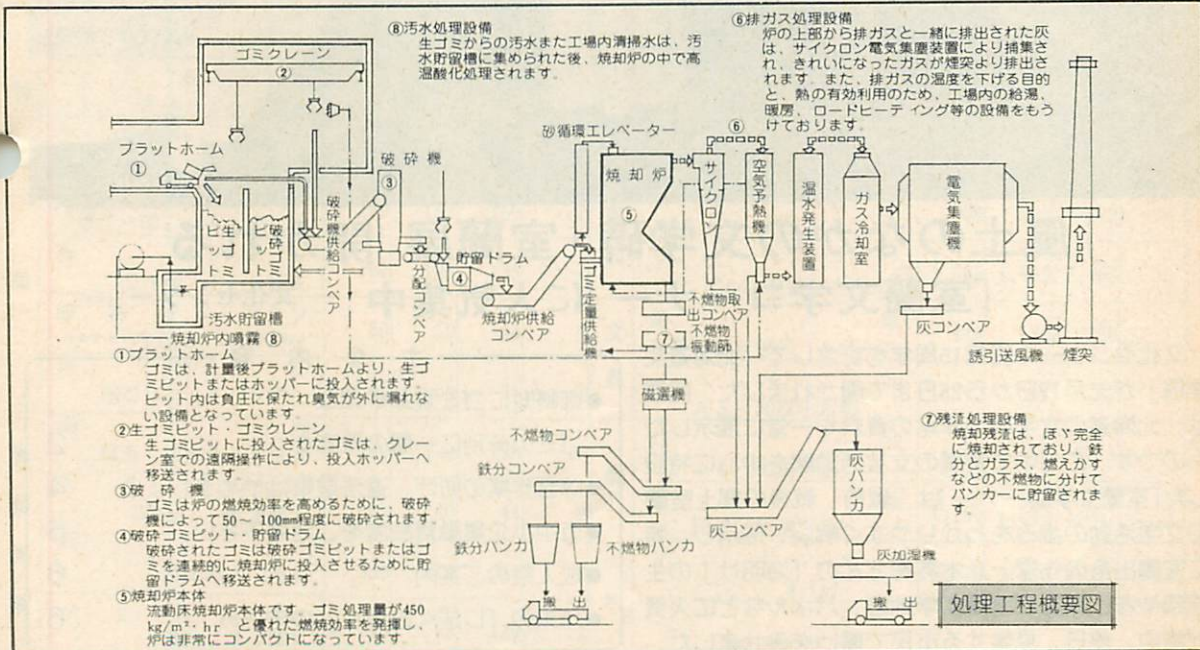 ⑧汚水処理設備
生ゴミからの汚水また工場内清掃水は、汚
水貯留槽に集められた後、焼却炉の中で高
温酸化処理されます。
⑥排ガス処理設備
炉の上部から排ガスと一緒に排出された灰
は、サイクロン電気集塵装置により捕集さ
れ、きれいになったガスが煙突より排出さ
れます。また、排ガスの温度を下げる目的
と、熱の有効利用のため、工場内の給湯、
暖房、ロードヒーティング等の設備をもう
けております。
ゴミクレーン
②
プラットホーム
①
生ゴミピット
破砕ゴミピット
破砕機供給コンベア
破砕機
③
分配コンベア
貯留ドラム
④
焼却炉供給
コンベア
砂循環エレベーター
ゴミ定量供給機
焼却炉
⑤
サイクロン
⑥
空気予熱機
温水発生装置
ガス冷却室
電気集塵機
灰コンベア
誘引送風機
煙突
汚水貯留槽
焼却炉内噴霧⑧
不燃物取
出コンベア
⑦
不燃物
振動篩
磁選機
不燃物コンベア
鉄分コンベア
鉄分バンカ
不燃物バンカ
搬出
灰コンベア
灰バンカ
灰加湿機
搬出
①プラットホーム
ゴミは、計量後プラットホームより、生ゴ
ミピットまたはホッパーに投入されます。
ピット内は負圧に保たれ臭気が外に漏れな
い設備となっています。
②生ゴミピット・ゴミクレーン
生ゴミピットに投入されたゴミは、クレー
ン室での遠隔操作により、投入ホッパーへ
移送されます。
③破砕機
ゴミは炉の燃焼効率を高めるために、破砕
機によって50～100mm程度に破砕されます。
④破砕ゴミピット・貯留ドラム
破砕されたゴミは破砕ゴミピットまたはゴ
ミを連続的に焼却炉に投入させるために貯
留ドラムへ移送されます。
⑤焼却炉本体
流動床焼却炉本体です。ゴミ処理量が450
kg/m²・hr と優れた燃焼効率を発揮し、
炉は非常にコンパクトになっています。
⑦残渣処理設備
焼却残渣は、ほゞ完全
に焼却されており、鉄
分とガラス、燃えかす
などの不燃物に分けて
バンカーに貯留されま
す。
処理工程概要図